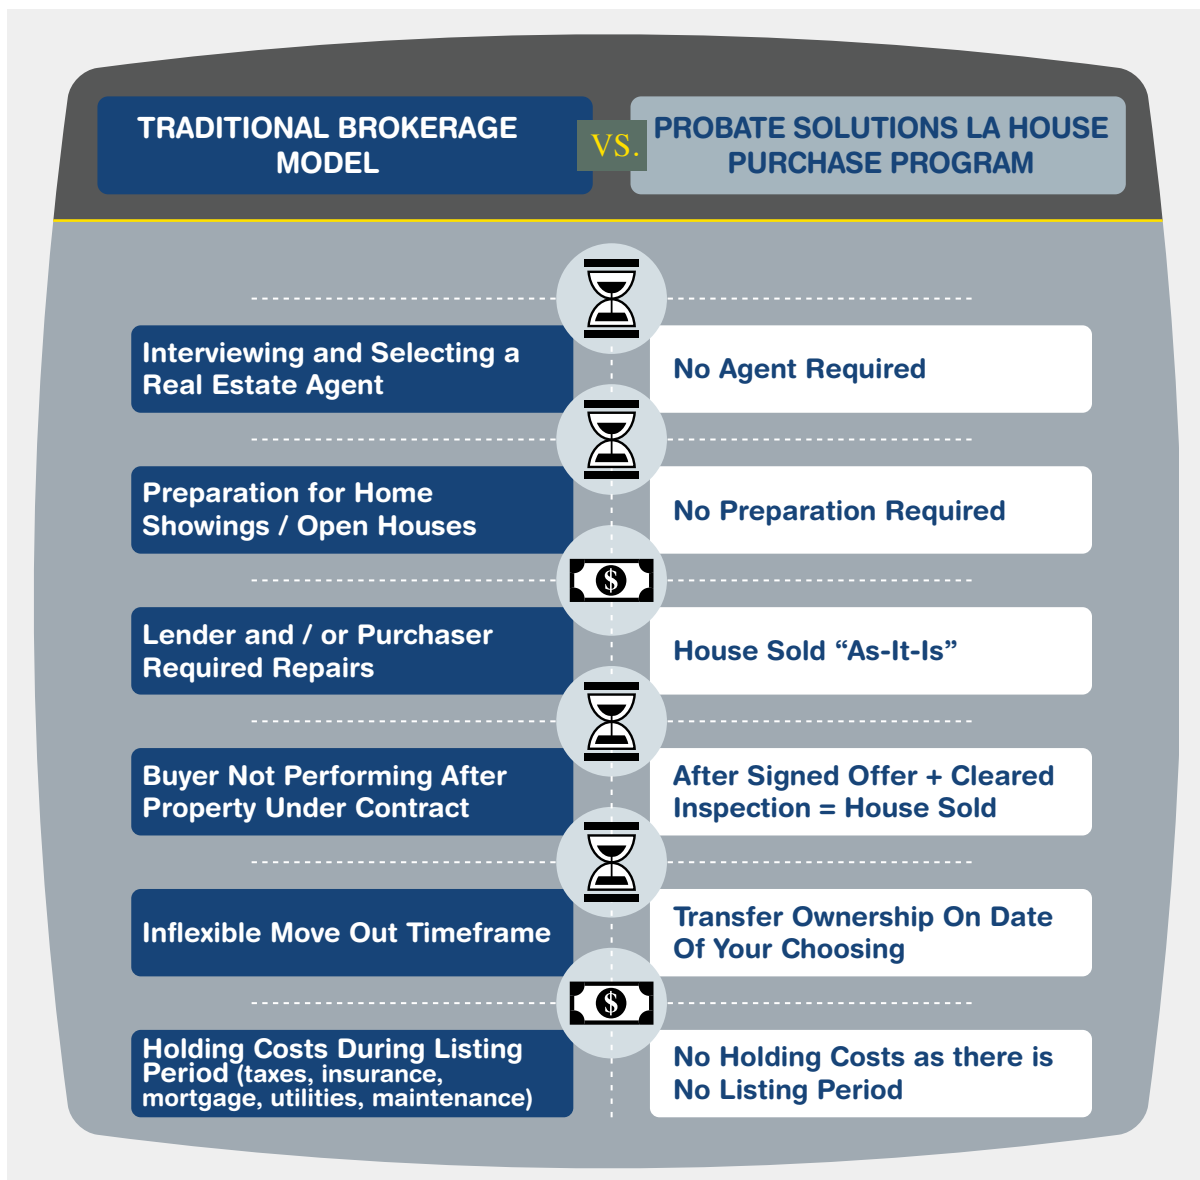 TRADITIONAL BROKERAGE
MODEL
VS.
PROBATE SOLUTIONS LA HOUSE
PURCHASE PROGRAM
Interviewing and Selecting a
Real Estate Agent
No Agent Required
Preparation for Home
Showings / Open Houses
No Preparation Required
$
Lender and / or Purchaser
Required Repairs
House Sold “As-It-Is”
Buyer Not Performing After
Property Under Contract
After Signed Offer + Cleared
Inspection = House Sold
Inflexible Move Out Timeframe
Transfer Ownership On Date
Of Your Choosing
$
Holding Costs During Listing
Period (taxes, insurance,
mortgage, utilities, maintenance)
No Holding Costs as there is
No Listing Period